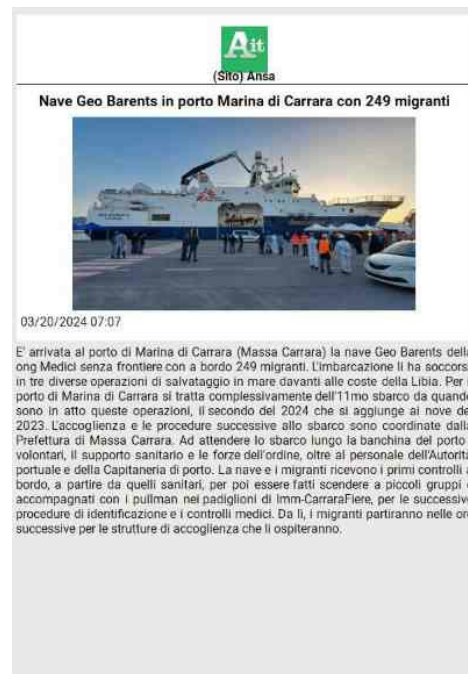 Ait
(Sito) Ansa
Nave Geo Barents in porto Marina di Carrara con 249 migranti
03/20/2024 07:07
E' arrivata al porto di Marina di Carrara (Massa Carrara) la nave Geo Barents della
ong Medici senza frontiere con a bordo 249 migranti. L'imbarcazione li ha soccorsi
in tre diverse operazioni di salvataggio in mare davanti alle coste della Libia. Per
porto di Marina di Carrara si tratta complessivamente dell'11mo sbarco da quando
sono in atto queste operazioni, il secondo del 2024 che si aggiunge ai nove del
2023. L'accoglienza e le procedure successive allo sbarco sono coordinate dalla
Prefettura di Massa Carrara. Ad attendere lo sbarco lungo la banchina del porto
volontari, il supporto sanitario e le forze dell'ordine, oltre al personale dell'Autorità
portuale e della Capitaneria di porto. La nave e i migranti ricevono i primi controlli a
bordo, a partire da quelli sanitari, per poi essere fatti scendere a piccoli gruppi e
accompagnati con i pullman nei padiglioni di Imm-CarraraFiere, per le successive
procedure di identificazione e i controlli medici. Da lì, i migranti partiranno nelle ore
successive per le strutture di accoglienza che li ospiteranno.